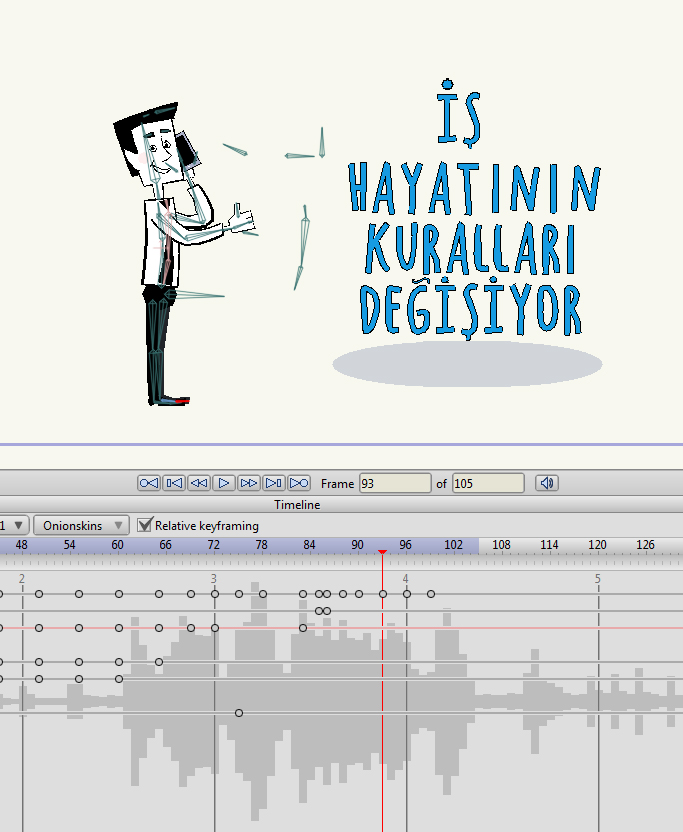 İŞ
HAYATININ
KURALLARI
DEĞİŞİYOR
Frame 93 of 105
Timeline
1 Onionskins Relative keyframing
48 54 60 66 72 78 84 90 96 102 108 114 120 126
2 3 4 5